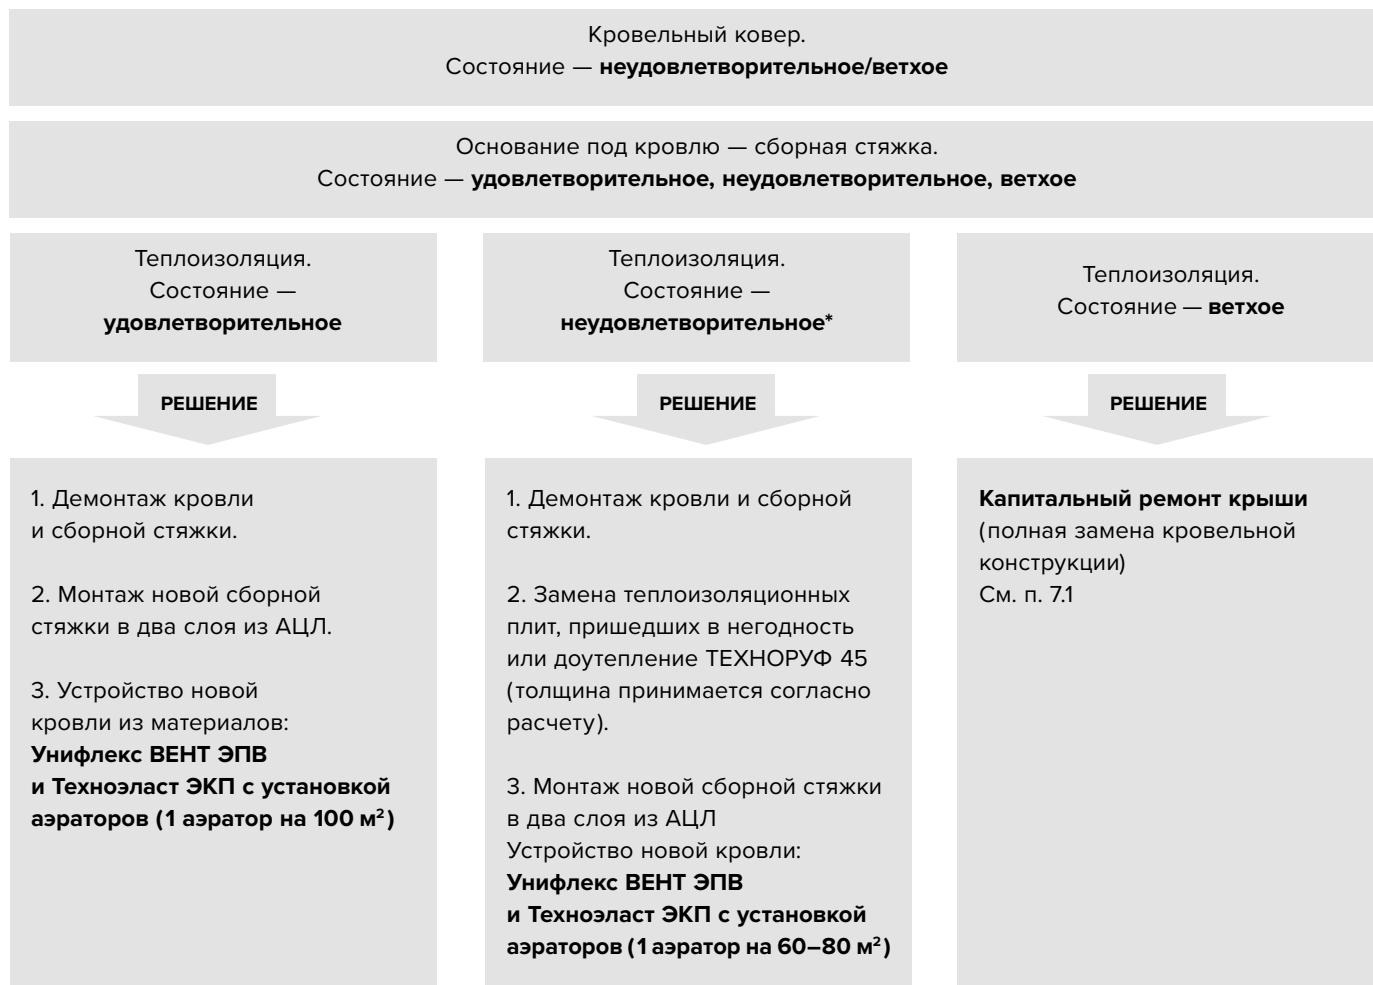 Кровельный ковер.
Состояние — неудовлетворительное/ветхое
Основание под кровлю — сборная стяжка.
Состояние — удовлетворительное, неудовлетворительное, ветхое
Теплоизоляция.
Состояние —
удовлетворительное
Теплоизоляция.
Состояние —
неудовлетворительное*
Теплоизоляция.
Состояние — ветхое
РЕШЕНИЕ
РЕШЕНИЕ
РЕШЕНИЕ
1. Демонтаж кровли
и сборной стяжки.
2. Монтаж новой сборной
стяжки в два слоя из АЦЛ.
3. Устройство новой
кровли из материалов:
Унифлекс ВЕНТ ЭПВ
и Техноэласт ЭКП с установкой
аэраторов (1 аэратор на 100 м²)
1. Демонтаж кровли и сборной
стяжки.
2. Замена теплоизоляционных
плит, пришедших в негодность
или доутепление ТЕХНОРУФ 45
(толщина принимается согласно
расчету).
3. Монтаж новой сборной стяжки
в два слоя из АЦЛ
Устройство новой кровли:
Унифлекс ВЕНТ ЭПВ
и Техноэласт ЭКП с установкой
аэраторов (1 аэратор на 60–80 м²)
Капитальный ремонт крыши
(полная замена кровельной
конструкции)
См. п. 7.1